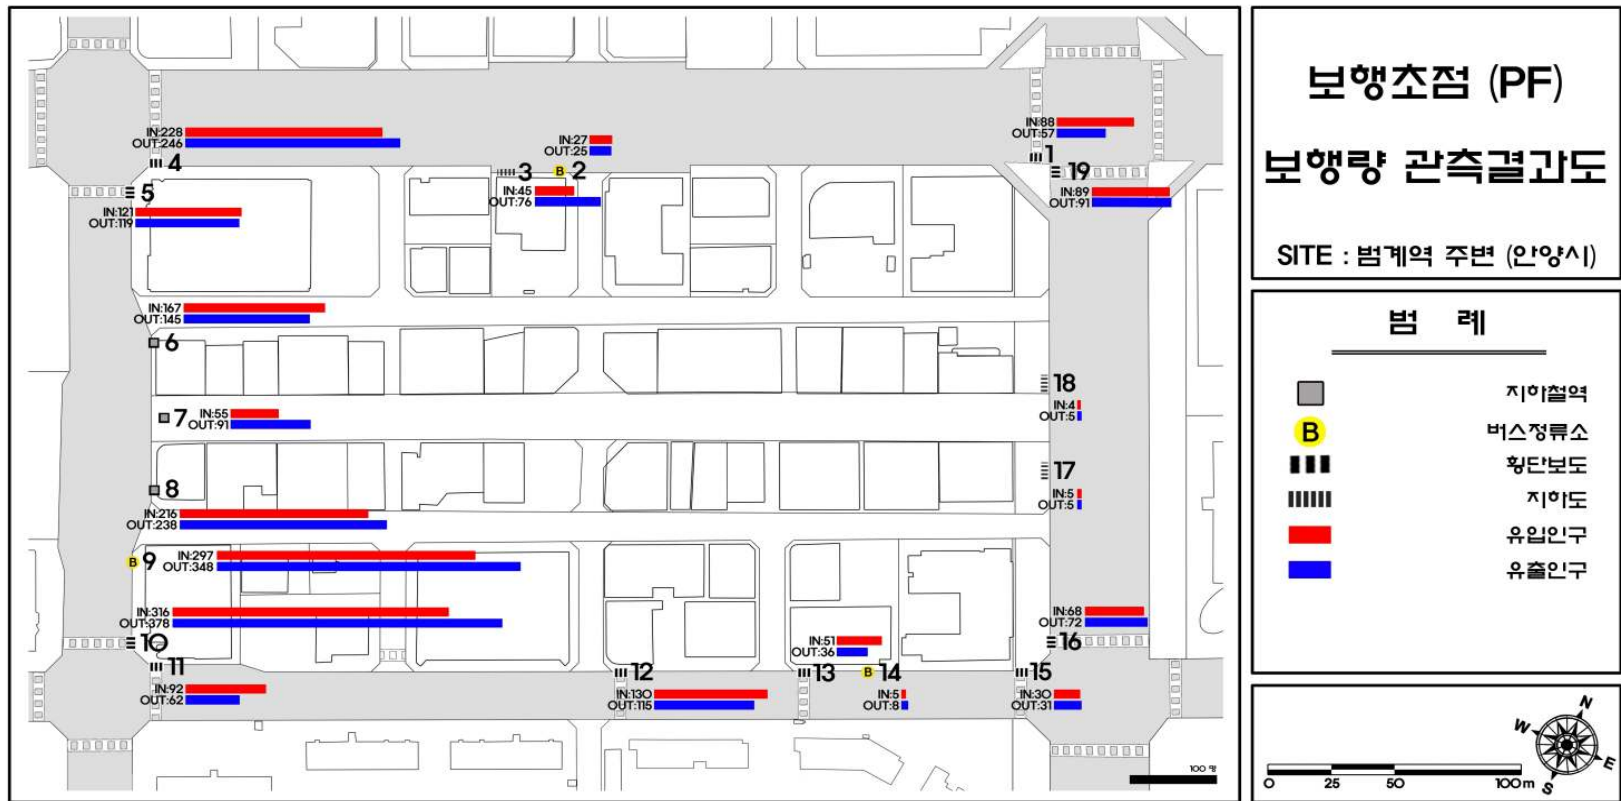 보행초점 (PF)
보행량 관측결과도
SITE : 범계역 주변 (안양시)
범 례
지하철역
B 버스정류소
횡단보도
지하도
유입인구
유출인구
0 25 50 100m
N
W
E
S
100 명
IN:228
OUT:246
4
5
IN:121
OUT:119
IN:27
OUT:25
3
B 2
IN:45
OUT:76
IN:88
OUT:57
1
19
IN:89
OUT:91
IN:167
OUT:145
6
7
IN:55
OUT:91
18
IN:4
OUT:5
17
IN:5
OUT:5
8
IN:216
OUT:238
B 9
IN:297
OUT:348
IN:316
OUT:378
10
11
IN:92
OUT:62
12
IN:130
OUT:115
13
IN:51
OUT:36
B 14
IN:5
OUT:8
15
IN:30
OUT:31
IN:68
OUT:72
16